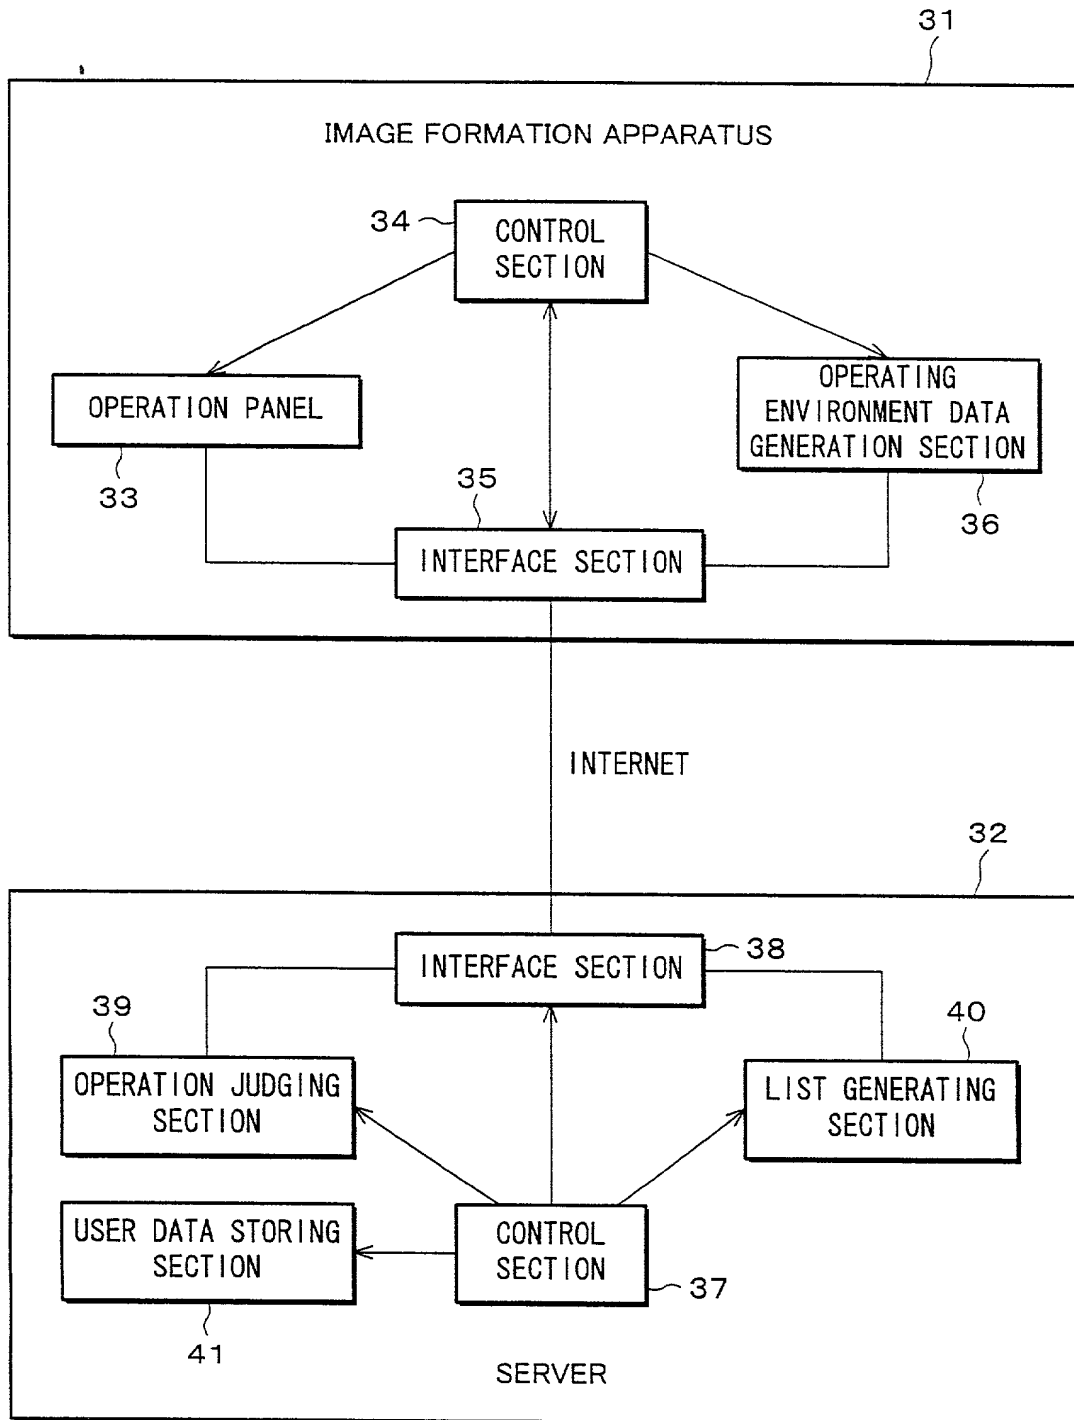 31
IMAGE FORMATION APPARATUS
34
CONTROL
SECTION
OPERATION PANEL
33
OPERATING
ENVIRONMENT DATA
GENERATION SECTION
36
35
INTERFACE SECTION
INTERNET
32
INTERFACE SECTION
38
39
OPERATION JUDGING
SECTION
40
LIST GENERATING
SECTION
USER DATA STORING
SECTION
41
CONTROL
SECTION
37
SERVER